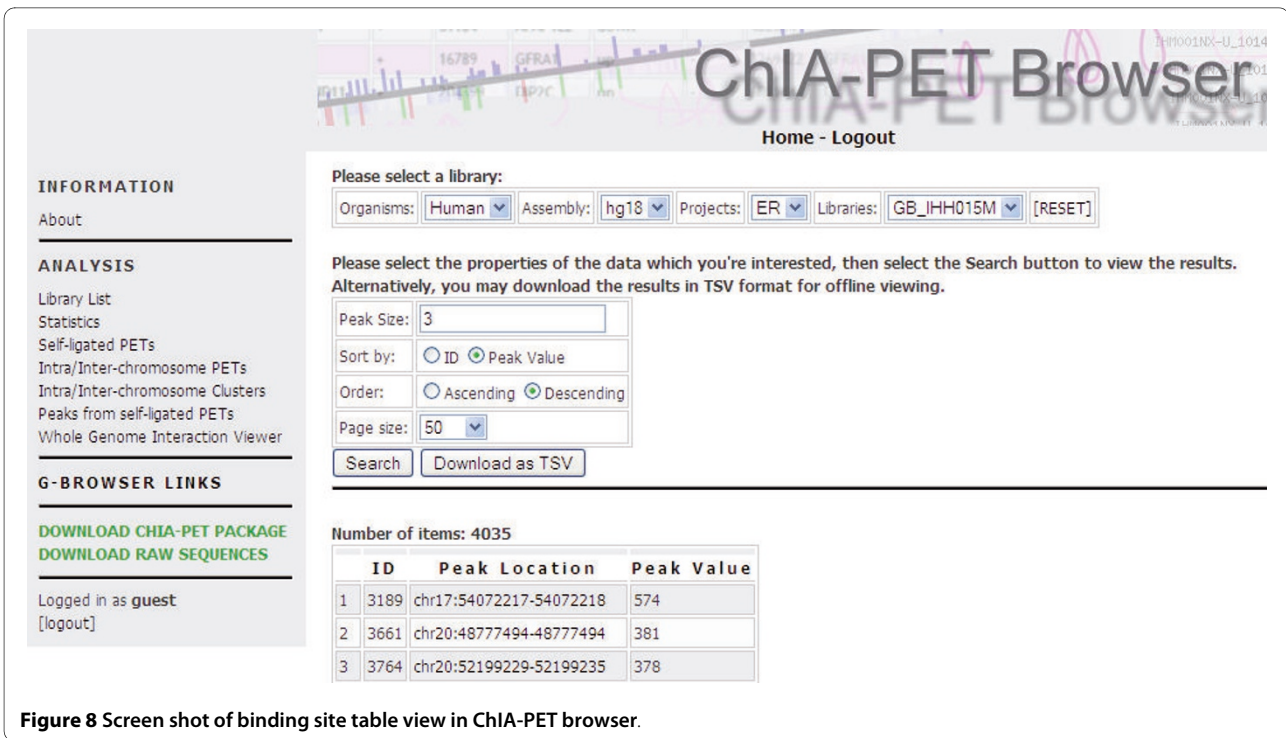 16789 GFRA1
ChIA-PET Browser
Home - Logout
INFORMATION
About
ANALYSIS
Library List
Statistics
Self-ligated PETs
Intra/Inter-chromosome PETs
Intra/Inter-chromosome Clusters
Peaks from self-ligated PETs
Whole Genome Interaction Viewer
G-BROWSER LINKS
DOWNLOAD CHIA-PET PACKAGE
DOWNLOAD RAW SEQUENCES
Logged in as guest
[logout]
Please select a library:
Organisms: Human Assembly: hg18 Projects: ER Libraries: GB_IHH015M [RESET]
Please select the properties of the data which you're interested, then select the Search button to view the results.
Alternatively, you may download the results in TSV format for offline viewing.
Peak Size: 3
Sort by: ID Peak Value
Order: Ascending Descending
Page size: 50
Search Download as TSV
Number of items: 4035
ID Peak Location Peak Value
1 3189 chr17:54072217-54072218 574
2 3661 chr20:48777494-48777494 381
3 3764 chr20:52199229-52199235 378
Figure 8 Screen shot of binding site table view in ChIA-PET browser.